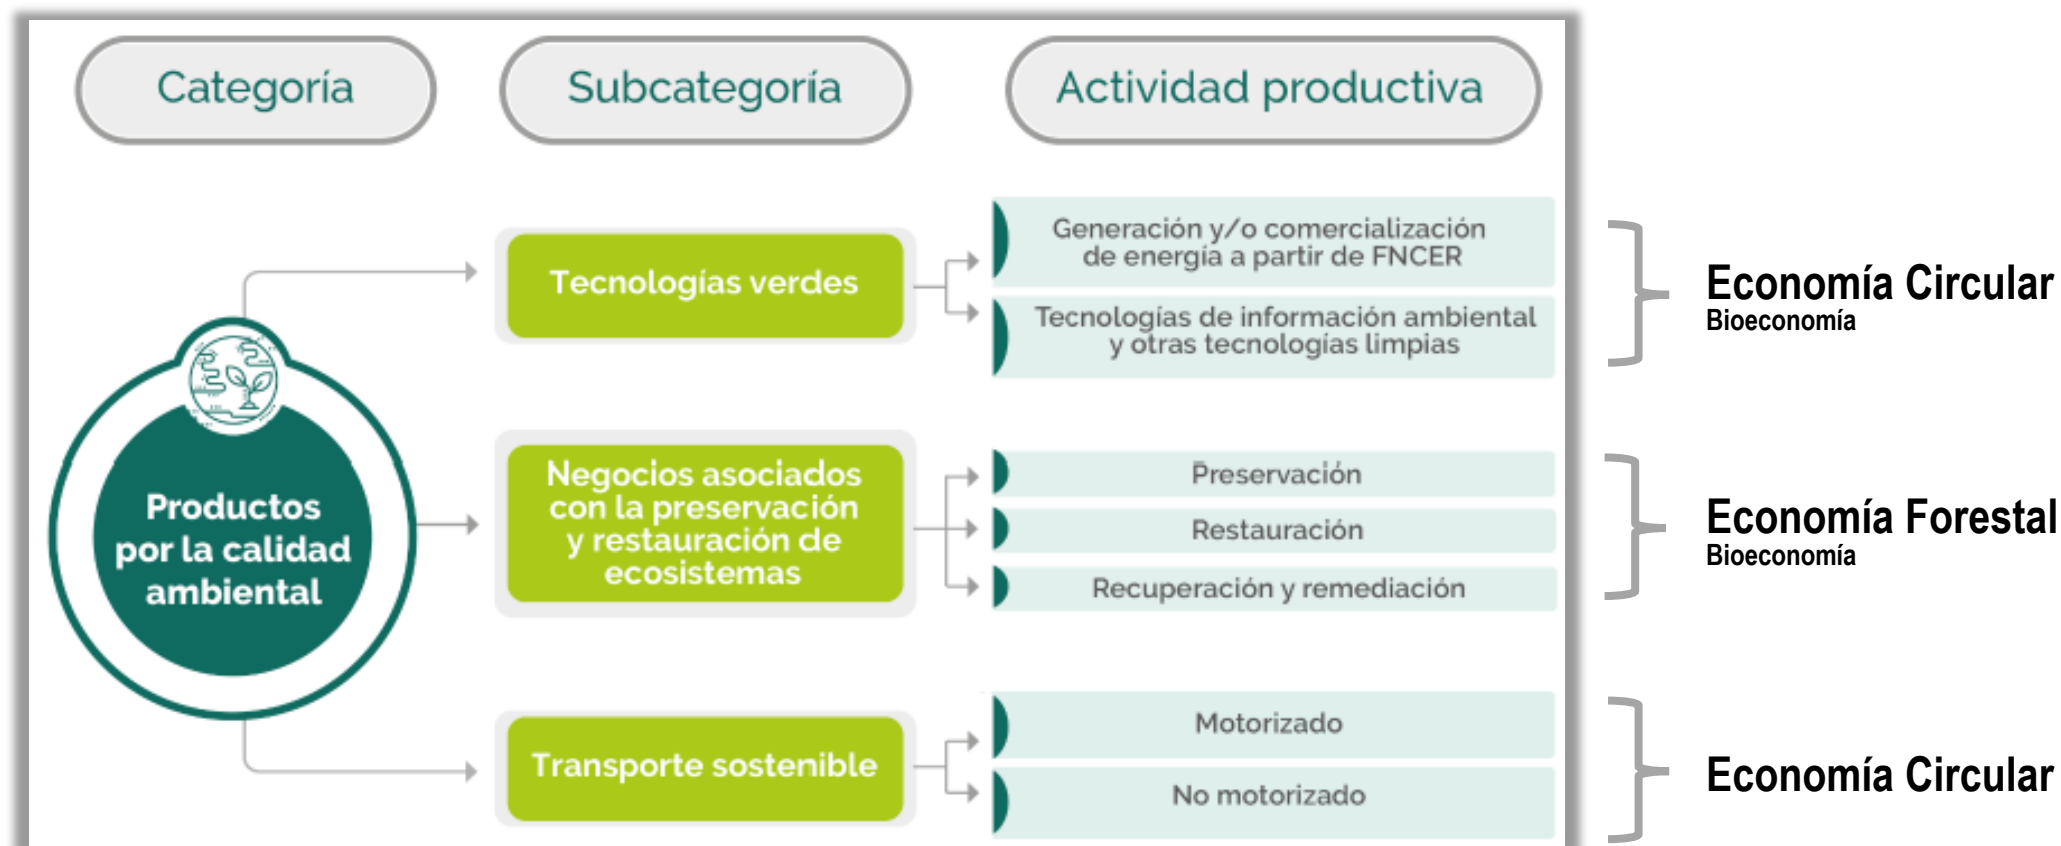 Categoría
Subcategoría
Actividad productiva
Productos
por la calidad
ambiental
Tecnologías verdes
Generación y/o comercialización
de energía a partir de FNCER
Tecnologías de información ambiental
y otras tecnologías limpias
Economía Circular
Bioeconomía
Negocios asociados
con la preservación
y restauración de
ecosistemas
Preservación
Restauración
Recuperación y remediación
Economía Forestal
Bioeconomía
Transporte sostenible
Motorizado
No motorizado
Economía Circular